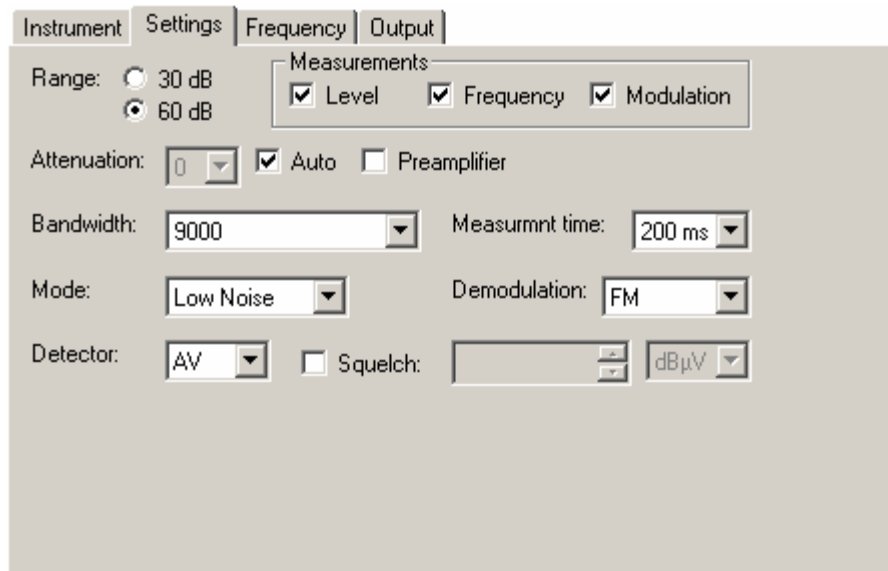 Instrument Settings Frequency Output
Measurements
Range: 30 dB
60 dB
Level Frequency Modulation
Attenuation: 0 Auto Preamplifier
Bandwidth: 9000 Measurmnt time: 200 ms
Mode: Low Noise Demodulation: FM
Detector: AV Squelch: dBµV